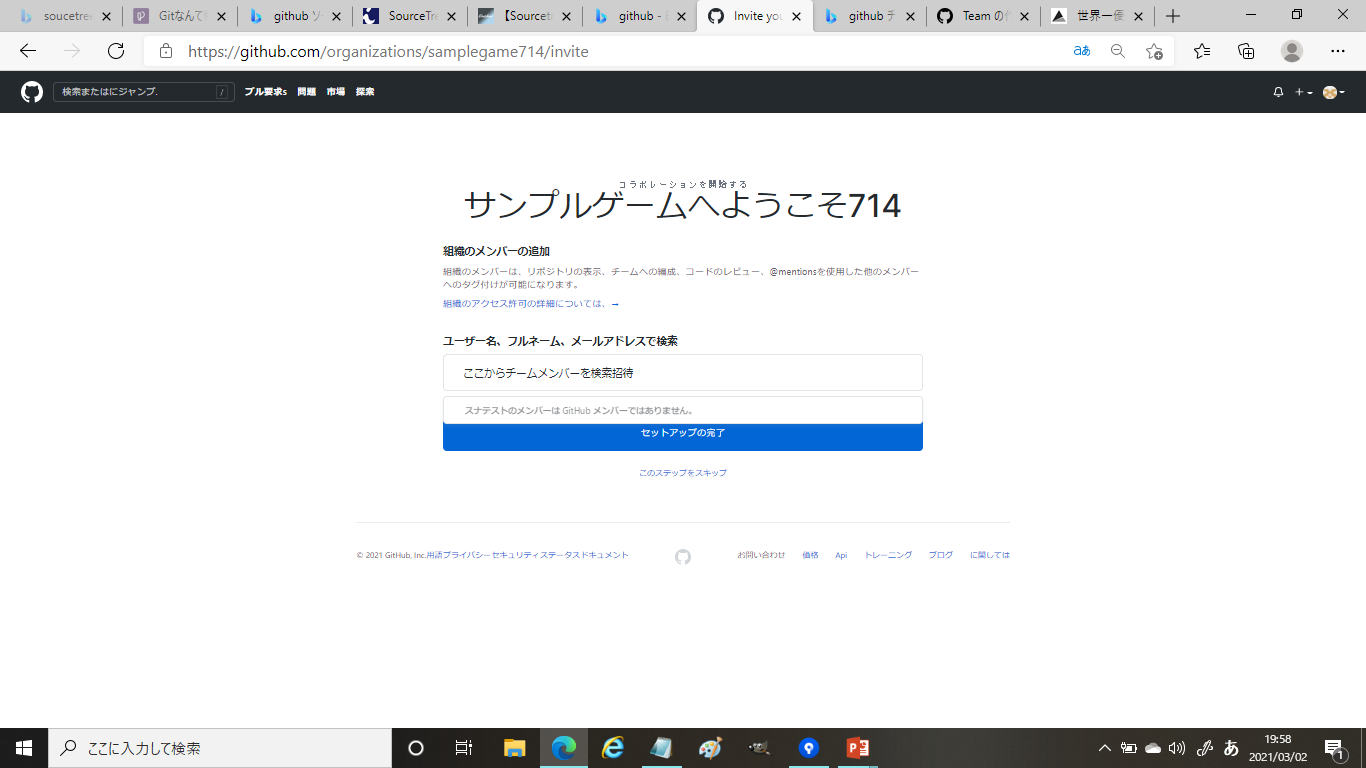 soucetree
Gitなんて
github ソ
SourceTre
【Sourcetr
github - B
Invite you
github チ
Team の
世界一優
https://github.com/organizations/samplegame714/invite
検索またはにジャンプ.
/
プル要求s 問題 市場 探索
コラボレーションを開始する
サンプルゲームへようこそ714
組織のメンバーの追加
組織のメンバーは、リポジトリの表示、チームへの編成、コードのレビュー、@mentionsを使用した他のメンバー
へのタグ付けが可能になります。
組織のアクセス許可の詳細については、→
ユーザー名、フルネーム、メールアドレスで検索
ここからチームメンバーを検索招待
スナテストのメンバーは GitHub メンバーではありません。
セットアップの完了
このステップをスキップ
© 2021 GitHub, Inc.用語プライバシーセキュリティステータスドキュメント
お問い合わせ 価格 Api トレーニング ブログ に関しては
ここに入力して検索
あ
19:58
2021/03/02
1